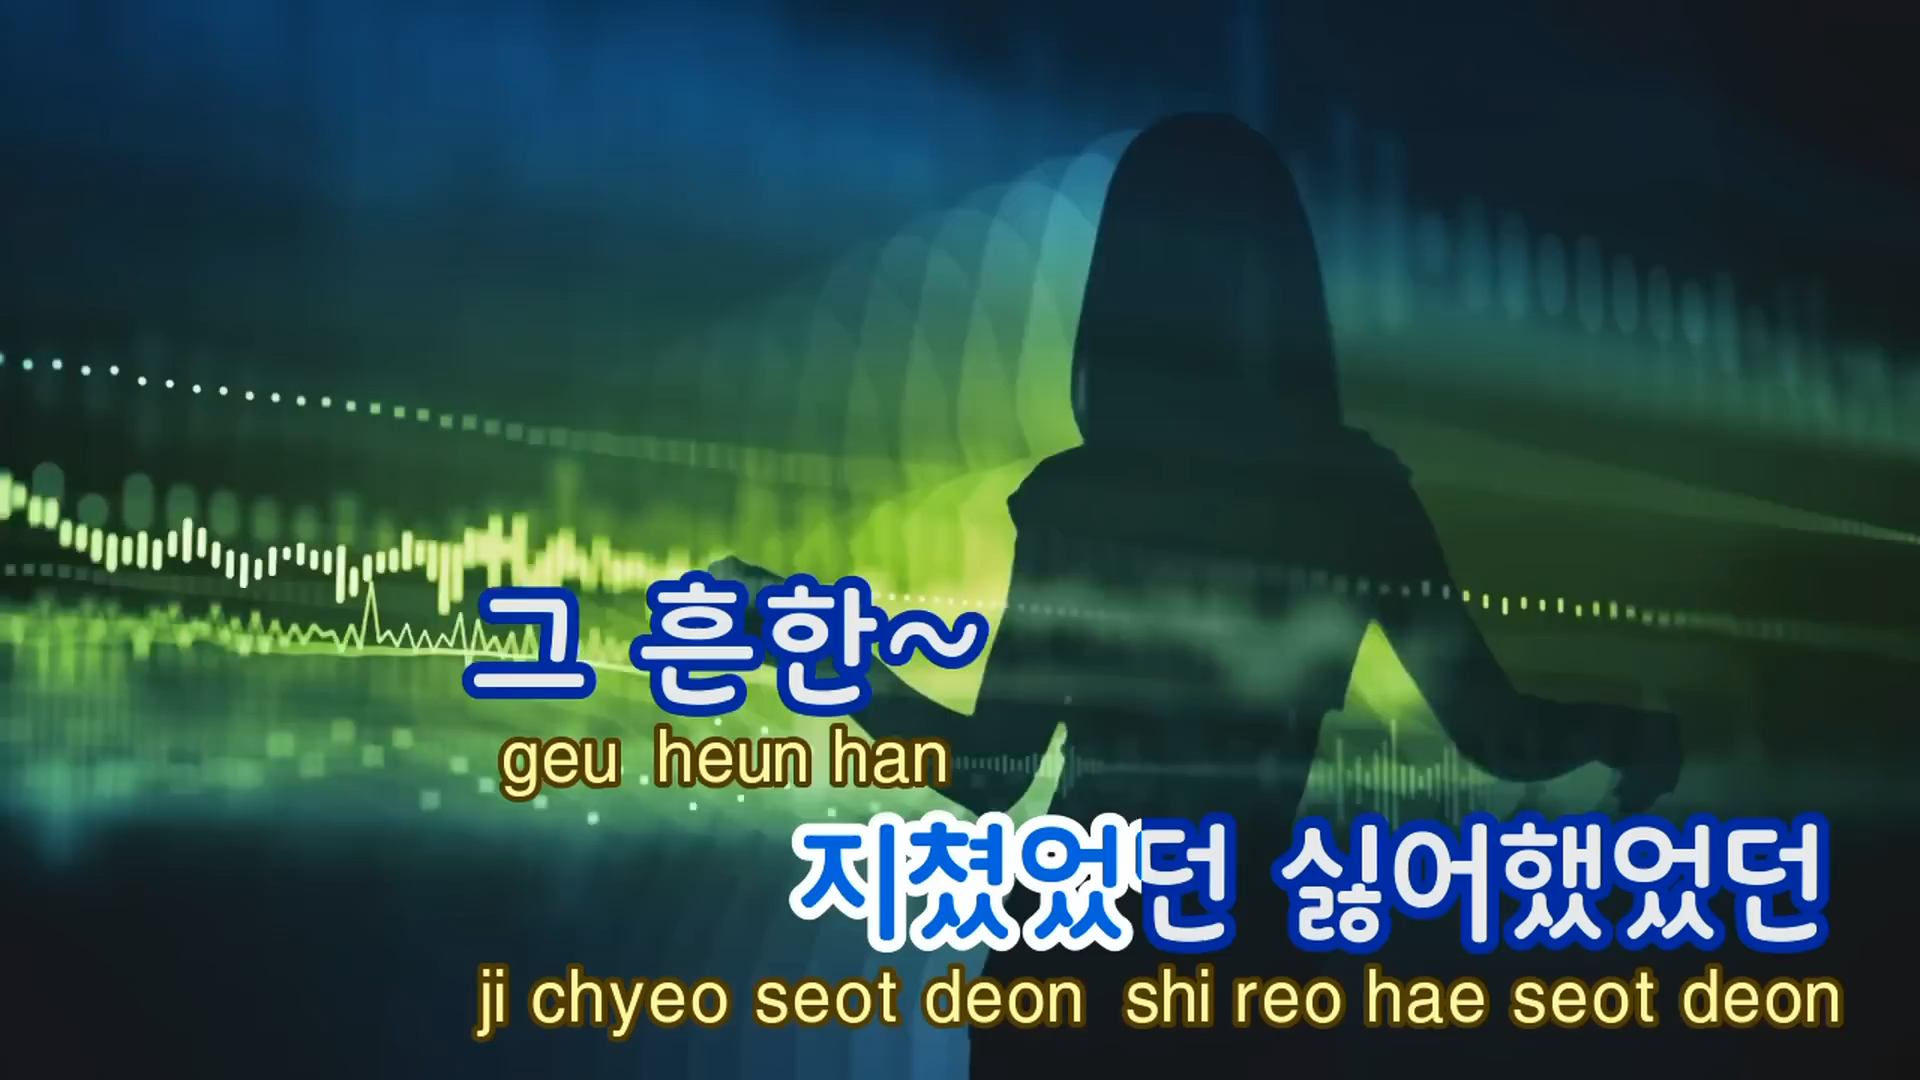 그 흔한~
geu heun han
지쳤었던 싫어했었던
ji chyeo seot deon shi reo hae seot deon